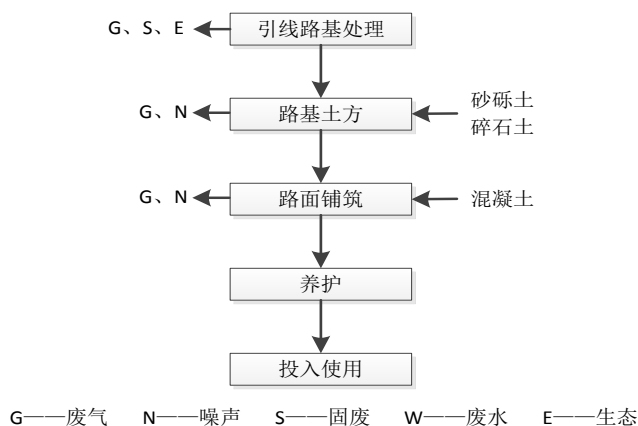 G、S、E
引线路基处理
G、N
路基土方
砂砾土
碎石土
G、N
路面铺筑
混凝土
养护
投入使用
G——废气 N——噪声 S——固废 W——废水 E——生态